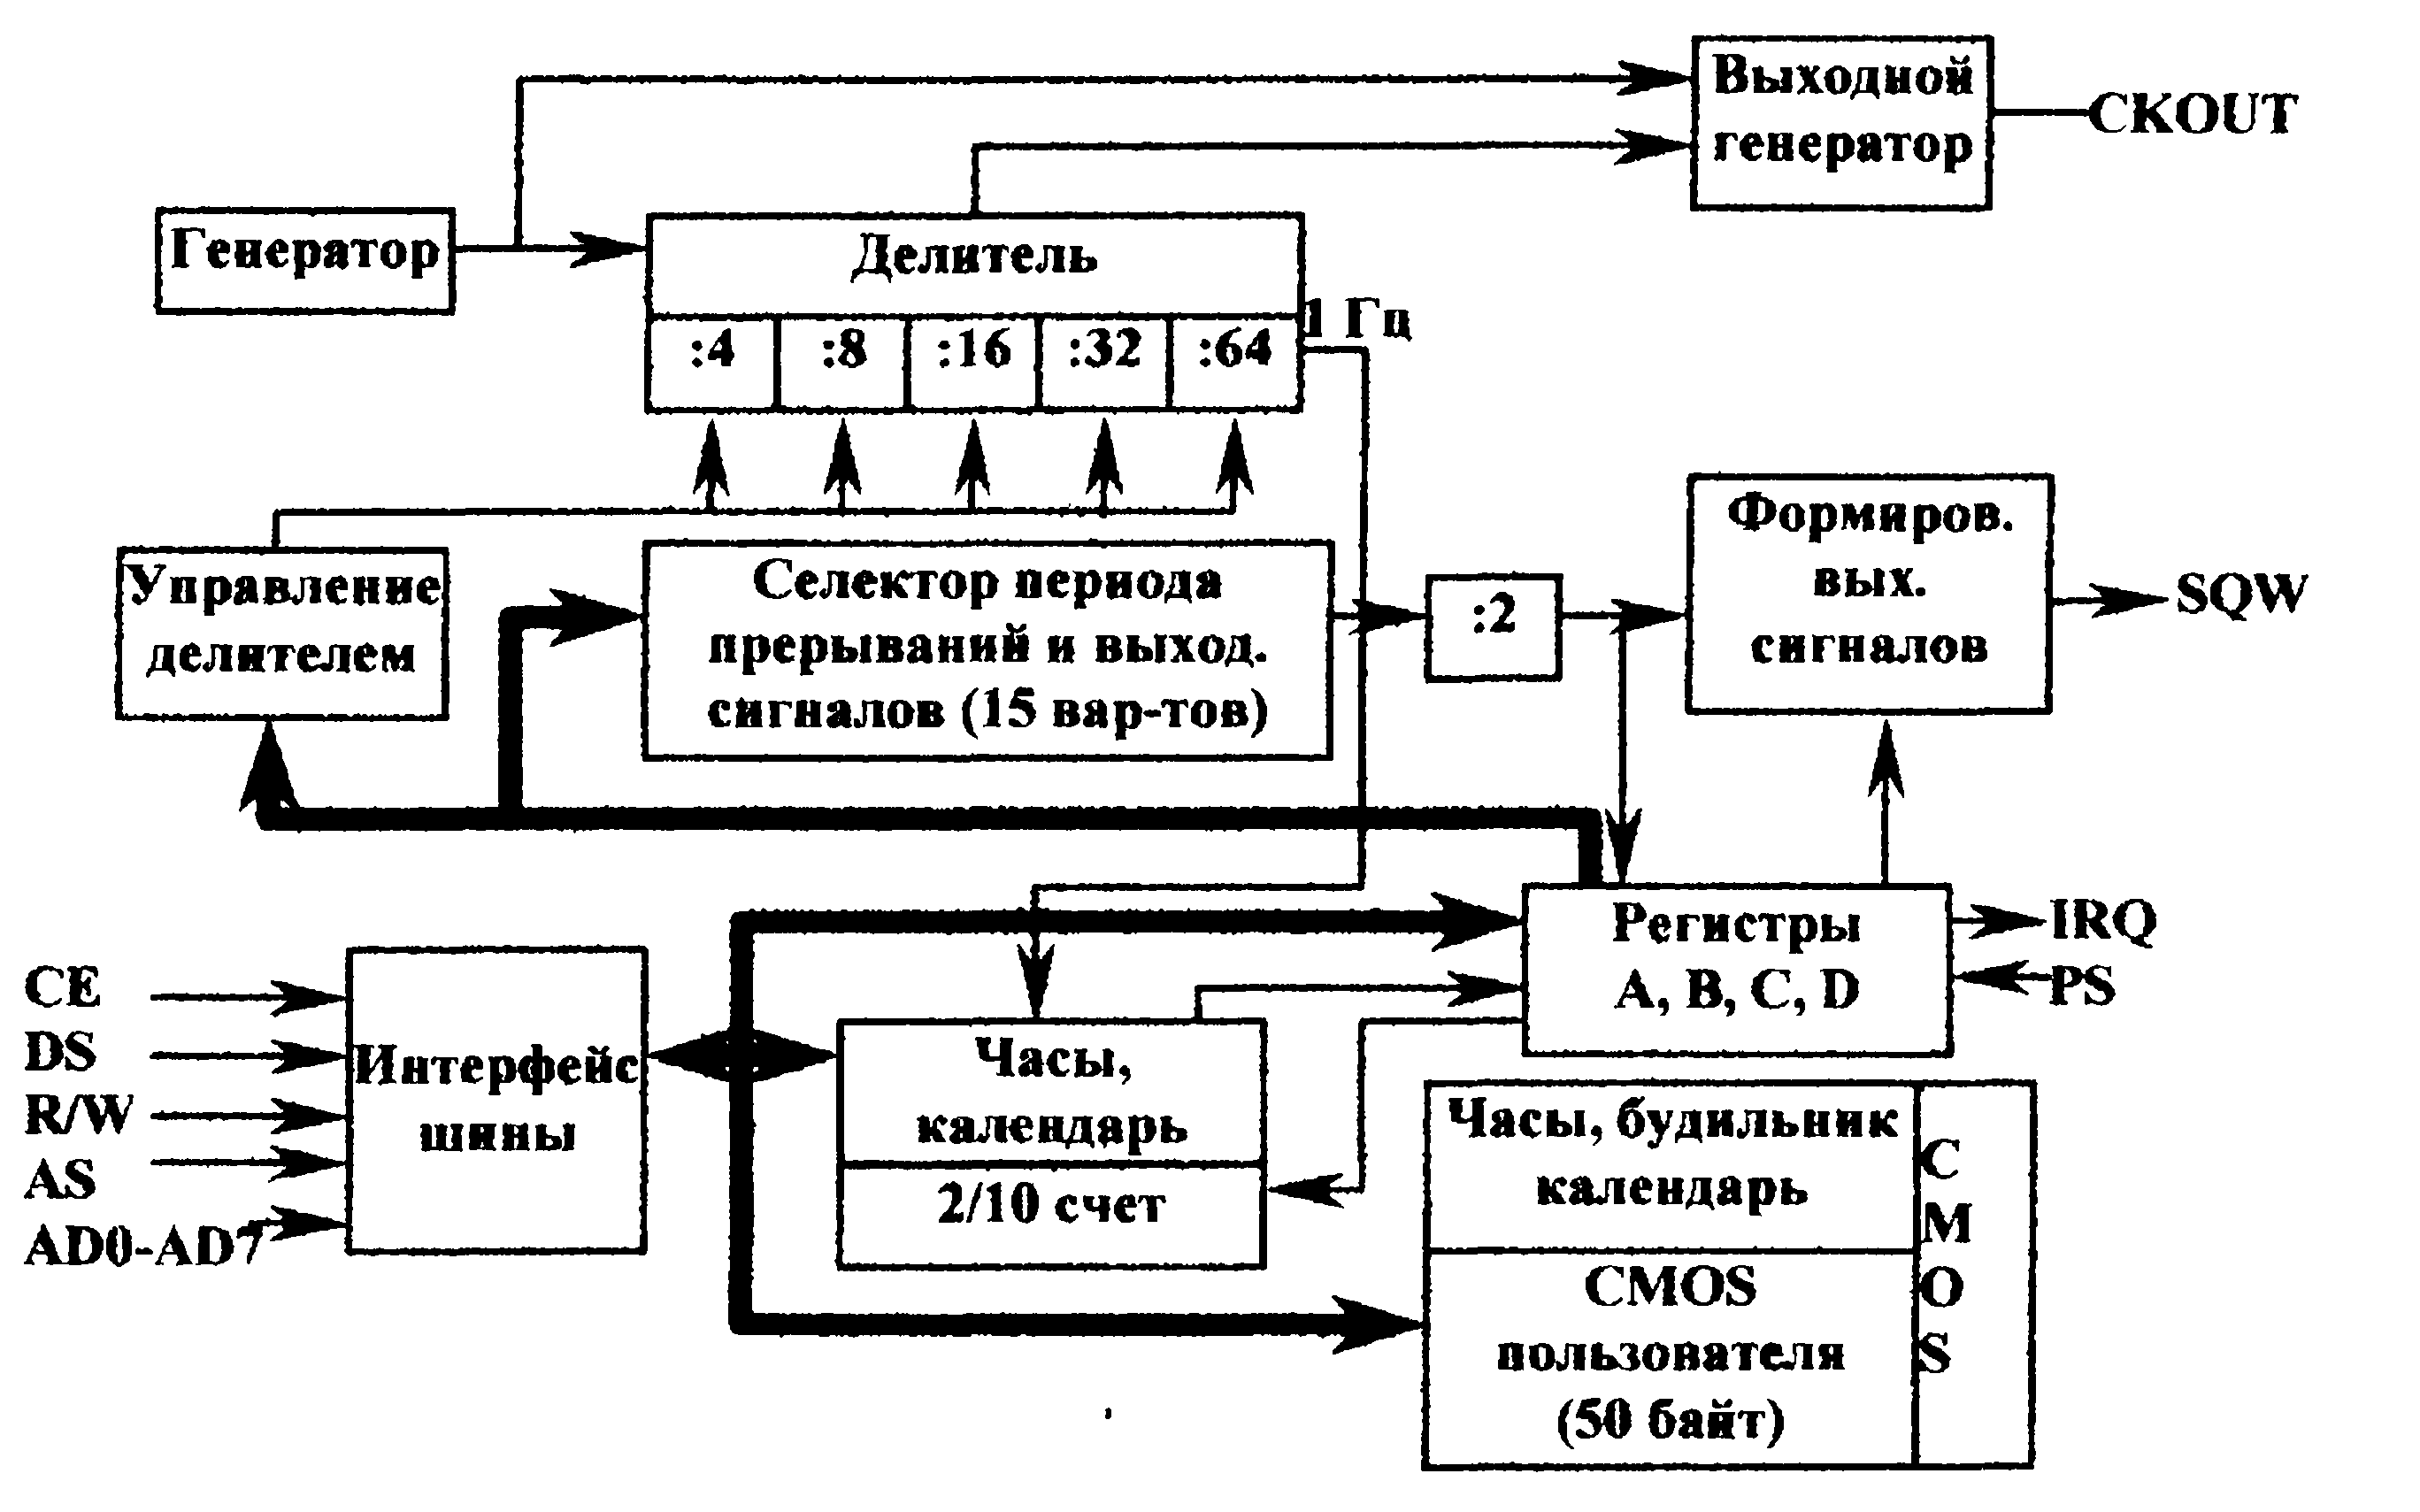 Выходной
генератор
CKOUT
Генератор
Делитель
1 Гц
:4 :8 :16 :32 :64
Управление
делителем
Селектор периода
прерываний и выход.
сигналов (15 вар-тов)
:2
Формиров.
вых.
сигналов
SQW
Регистры
A, B, C, D
IRQ
PS
CE
DS
R/W
AS
AD0-AD7
Интерфейс
шины
Часы,
календарь
2/10 счет
Часы, будильник
календарь
CMOS
пользователя
(50 байт)
C
M
O
S